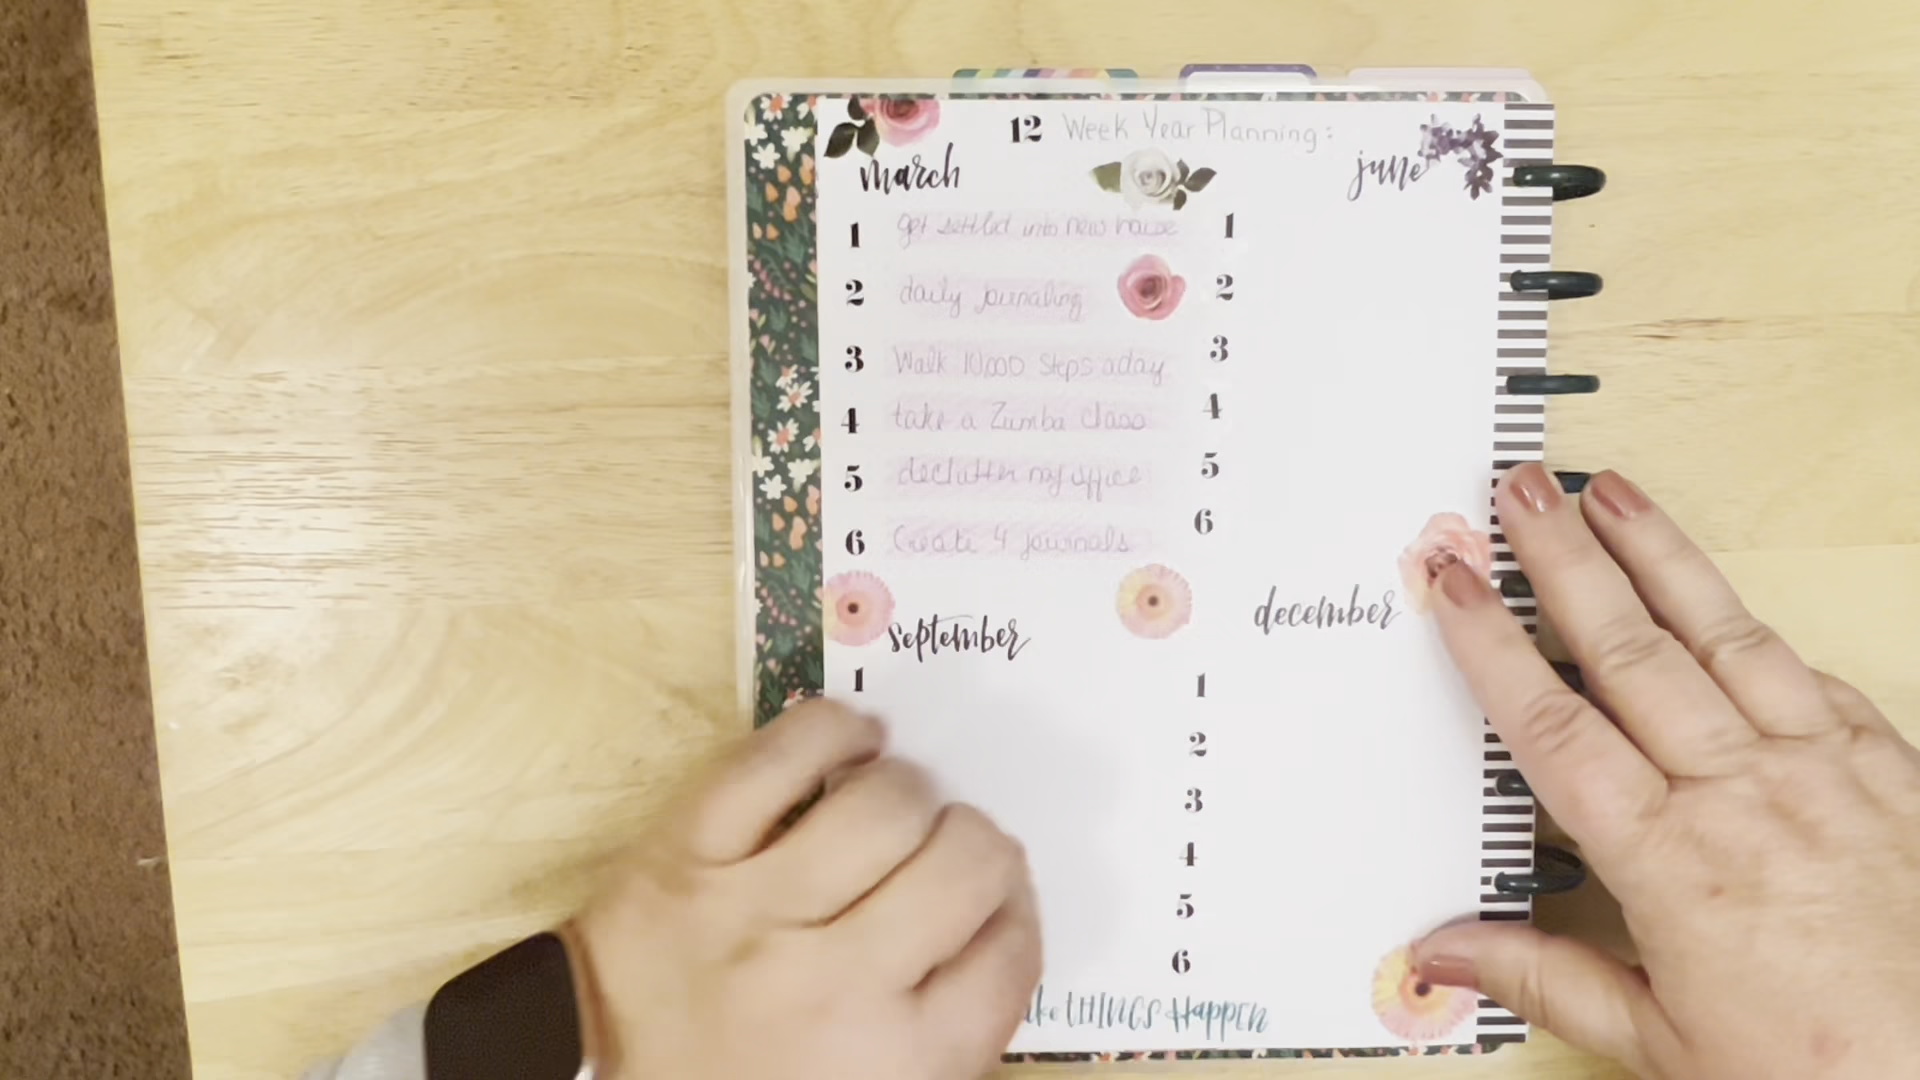 12 Week Year Planning:
march
1 get settled into new house
2 daily journaling
3 Walk 10,000 Steps a day
4 take a Zumba class
5 declutter my office
6 Create 4 journals
june
1
2
3
4
5
6
september
1
december
1
2
3
4
5
6
tHINGS Happen